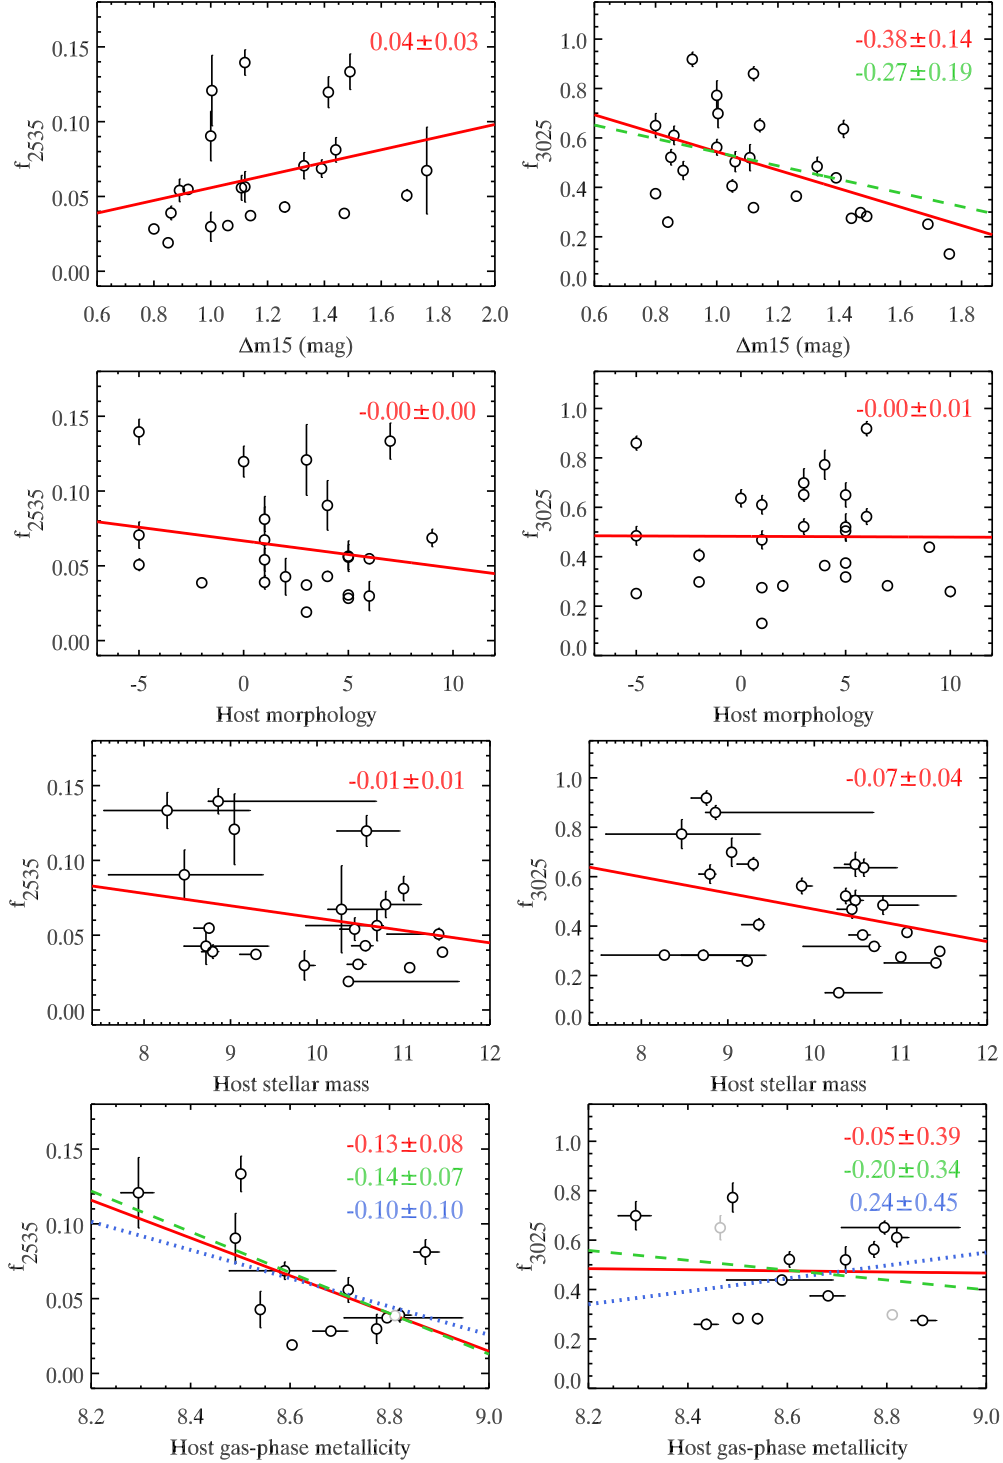 0.04±0.03
f2535
0.15
0.10
0.05
0.00
0.6 0.8 1.0 1.2 1.4 1.6 1.8 2.0
Δm15 (mag)
-0.38±0.14
-0.27±0.19
f3025
1.0
0.8
0.6
0.4
0.2
0.0
0.6 0.8 1.0 1.2 1.4 1.6 1.8
Δm15 (mag)
-0.00±0.00
f2535
0.15
0.10
0.05
0.00
-5 0 5 10
Host morphology
-0.00±0.01
f3025
1.0
0.8
0.6
0.4
0.2
0.0
-5 0 5 10
Host morphology
-0.01±0.01
f2535
0.15
0.10
0.05
0.00
8 9 10 11 12
Host stellar mass
-0.07±0.04
f3025
1.0
0.8
0.6
0.4
0.2
0.0
8 9 10 11 12
Host stellar mass
-0.13±0.08
-0.14±0.07
-0.10±0.10
f2535
0.15
0.10
0.05
0.00
8.2 8.4 8.6 8.8 9.0
Host gas-phase metallicity
-0.05±0.39
-0.20±0.34
0.24±0.45
f3025
1.0
0.8
0.6
0.4
0.2
0.0
8.2 8.4 8.6 8.8 9.0
Host gas-phase metallicity